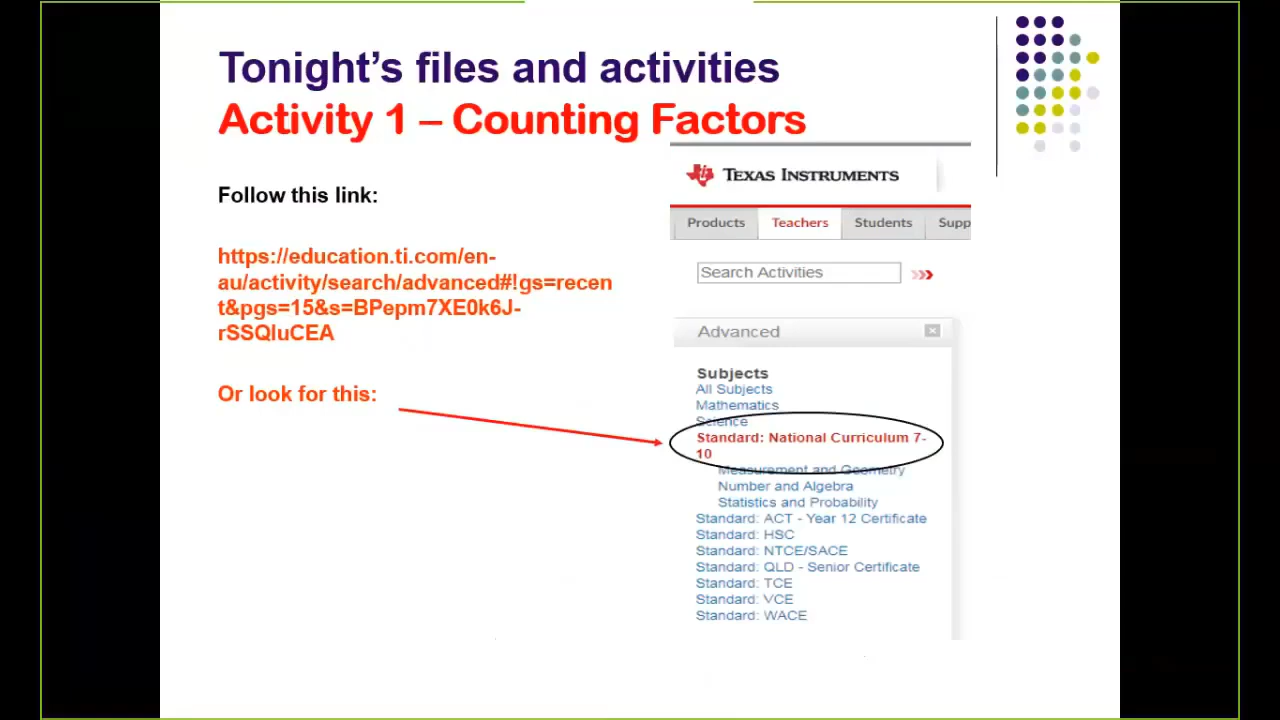 Tonight’s files and activities
Activity 1 – Counting Factors
Follow this link:
https://education.ti.com/en-
au/activity/search/advanced#!gs=recen
t&pgs=15&s=BPepm7XE0k6J-
rSSQluCEA
Or look for this:
TEXAS INSTRUMENTS
Products
Teachers
Students
Supp
Search Activities
Advanced
Subjects
All Subjects
Mathematics
Science
Standard: National Curriculum 7-
10
Measurement and Geometry
Number and Algebra
Statistics and Probability
Standard: ACT - Year 12 Certificate
Standard: HSC
Standard: NTCE/SACE
Standard: QLD - Senior Certificate
Standard: TCE
Standard: VCE
Standard: WACE